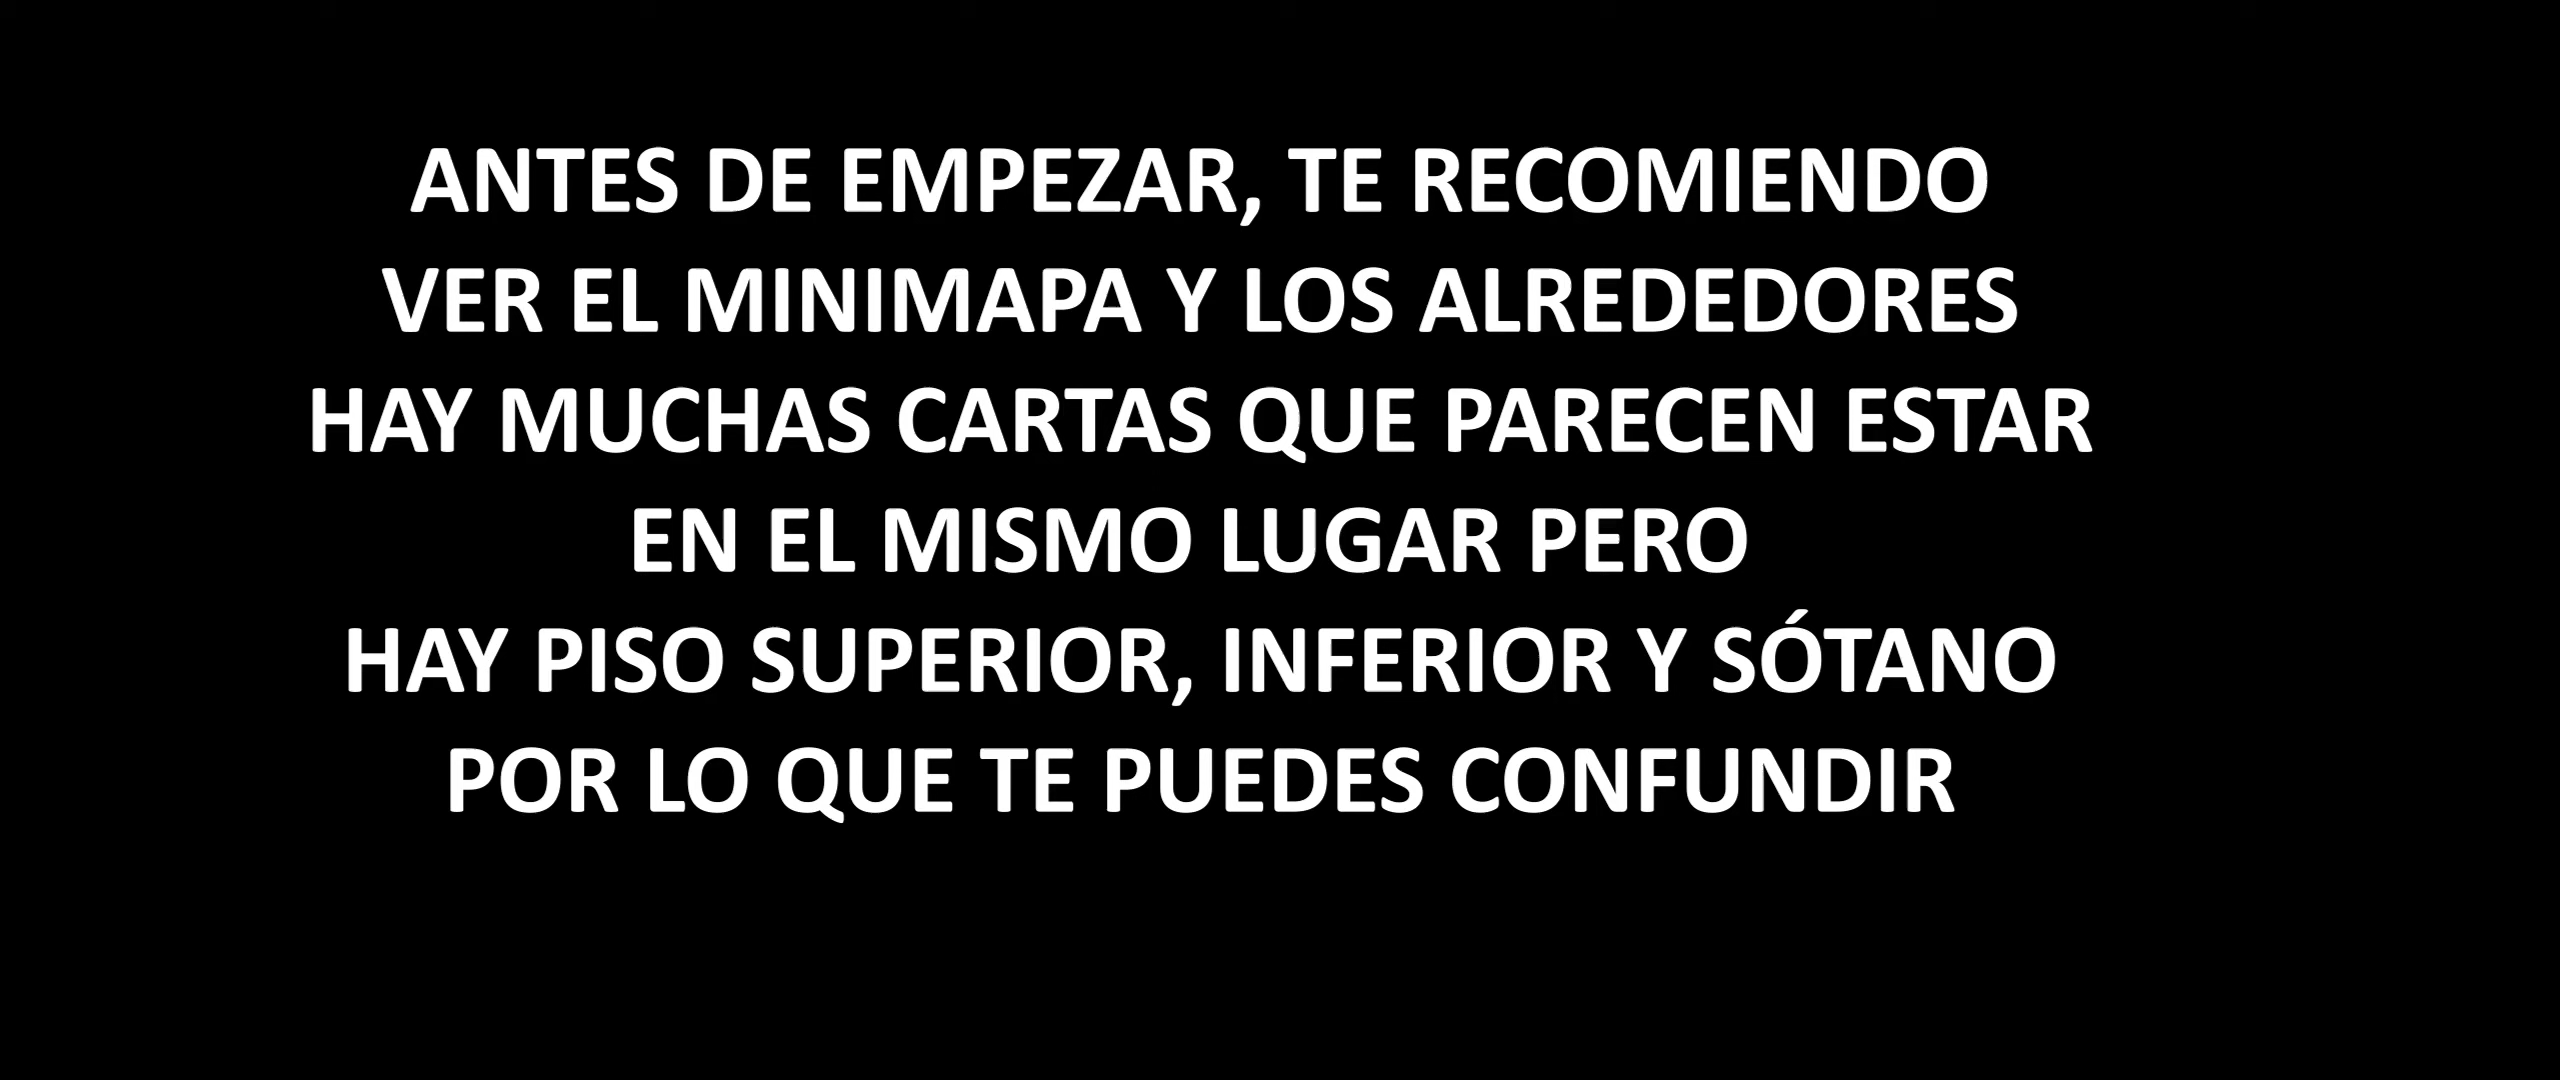 ANTES DE EMPEZAR, TE RECOMIENDO
VER EL MINIMAPA Y LOS ALREDEDORES
HAY MUCHAS CARTAS QUE PARECEN ESTAR
EN EL MISMO LUGAR PERO
HAY PISO SUPERIOR, INFERIOR Y SÓTANO
POR LO QUE TE PUEDES CONFUNDIR